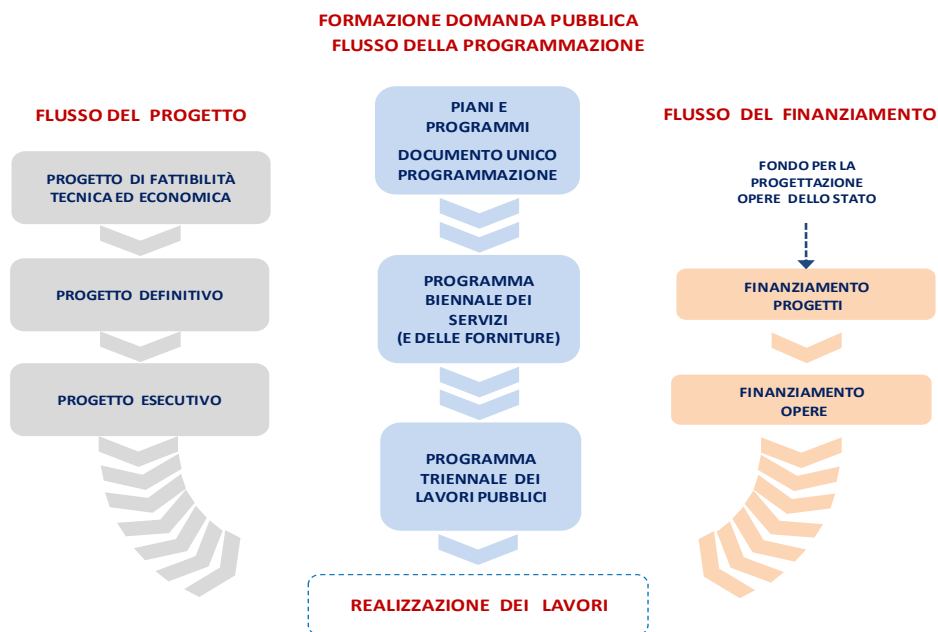 FORMAZIONE DOMANDA PUBBLICA
FLUSSO DELLA PROGRAMMAZIONE
FLUSSO DEL PROGETTO
PROGETTO DI FATTIBILITÀ
TECNICA ED ECONOMICA
PROGETTO DEFINITIVO
PROGETTO ESECUTIVO
PIANI E
PROGRAMMI
DOCUMENTO UNICO
PROGRAMMAZIONE
PROGRAMMA
BIENNALE DEI
SERVIZI
(E DELLE FORNITURE)
PROGRAMMA
TRIENNALE DEI
LAVORI PUBBLICI
FLUSSO DEL FINANZIAMENTO
FONDO PER LA
PROGETTAZIONE
OPERE DELLO STATO
FINANZIAMENTO
PROGETTI
FINANZIAMENTO
OPERE
REALIZZAZIONE DEI LAVORI